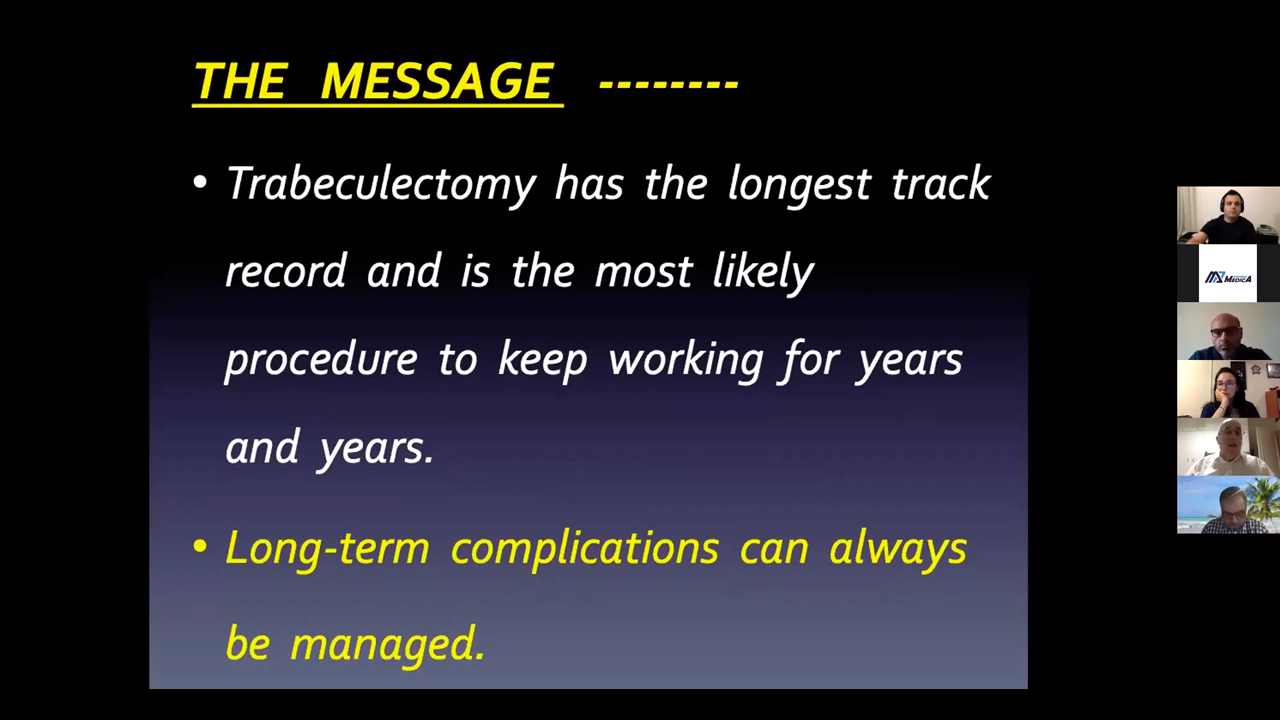 THE MESSAGE --------
• Trabeculectomy has the longest track
record and is the most likely
procedure to keep working for years
and years.
• Long-term complications can always
be managed.
MEDICA